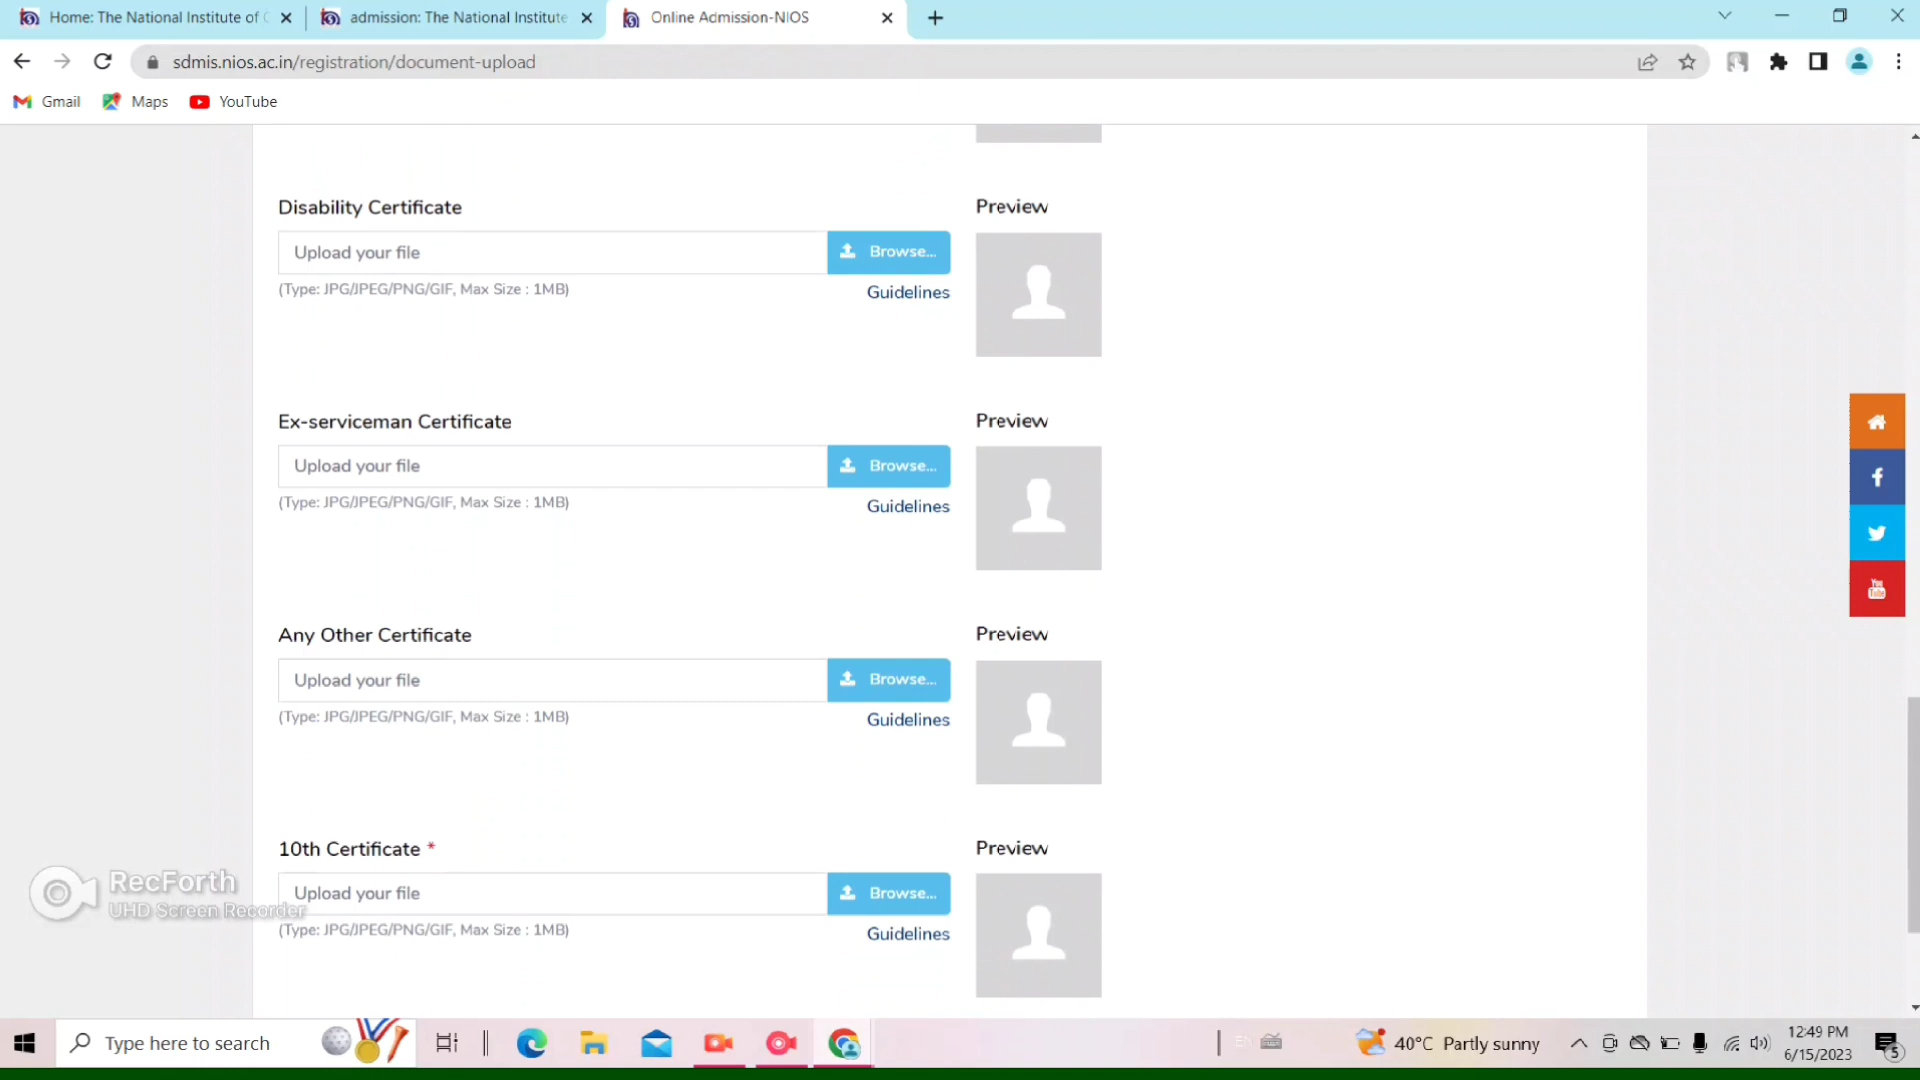 Home: The National Institute of
admission: The National Institute
Online Admission-NIOS
sdmis.nios.ac.in/registration/document-upload
Gmail
Maps
YouTube
Disability Certificate
Preview
Upload your file
Browse...
(Type: JPG/JPEG/PNG/GIF, Max Size : 1MB)
Guidelines
Ex-serviceman Certificate
Preview
Upload your file
Browse...
(Type: JPG/JPEG/PNG/GIF, Max Size : 1MB)
Guidelines
Any Other Certificate
Preview
Upload your file
Browse...
(Type: JPG/JPEG/PNG/GIF, Max Size : 1MB)
Guidelines
10th Certificate *
Preview
Upload your file
Browse...
(Type: JPG/JPEG/PNG/GIF, Max Size : 1MB)
Guidelines
You
Tube
RecForth
UHD Screen Recorder
Type here to search
EN
40°C Partly sunny
12:49 PM
6/15/2023
5